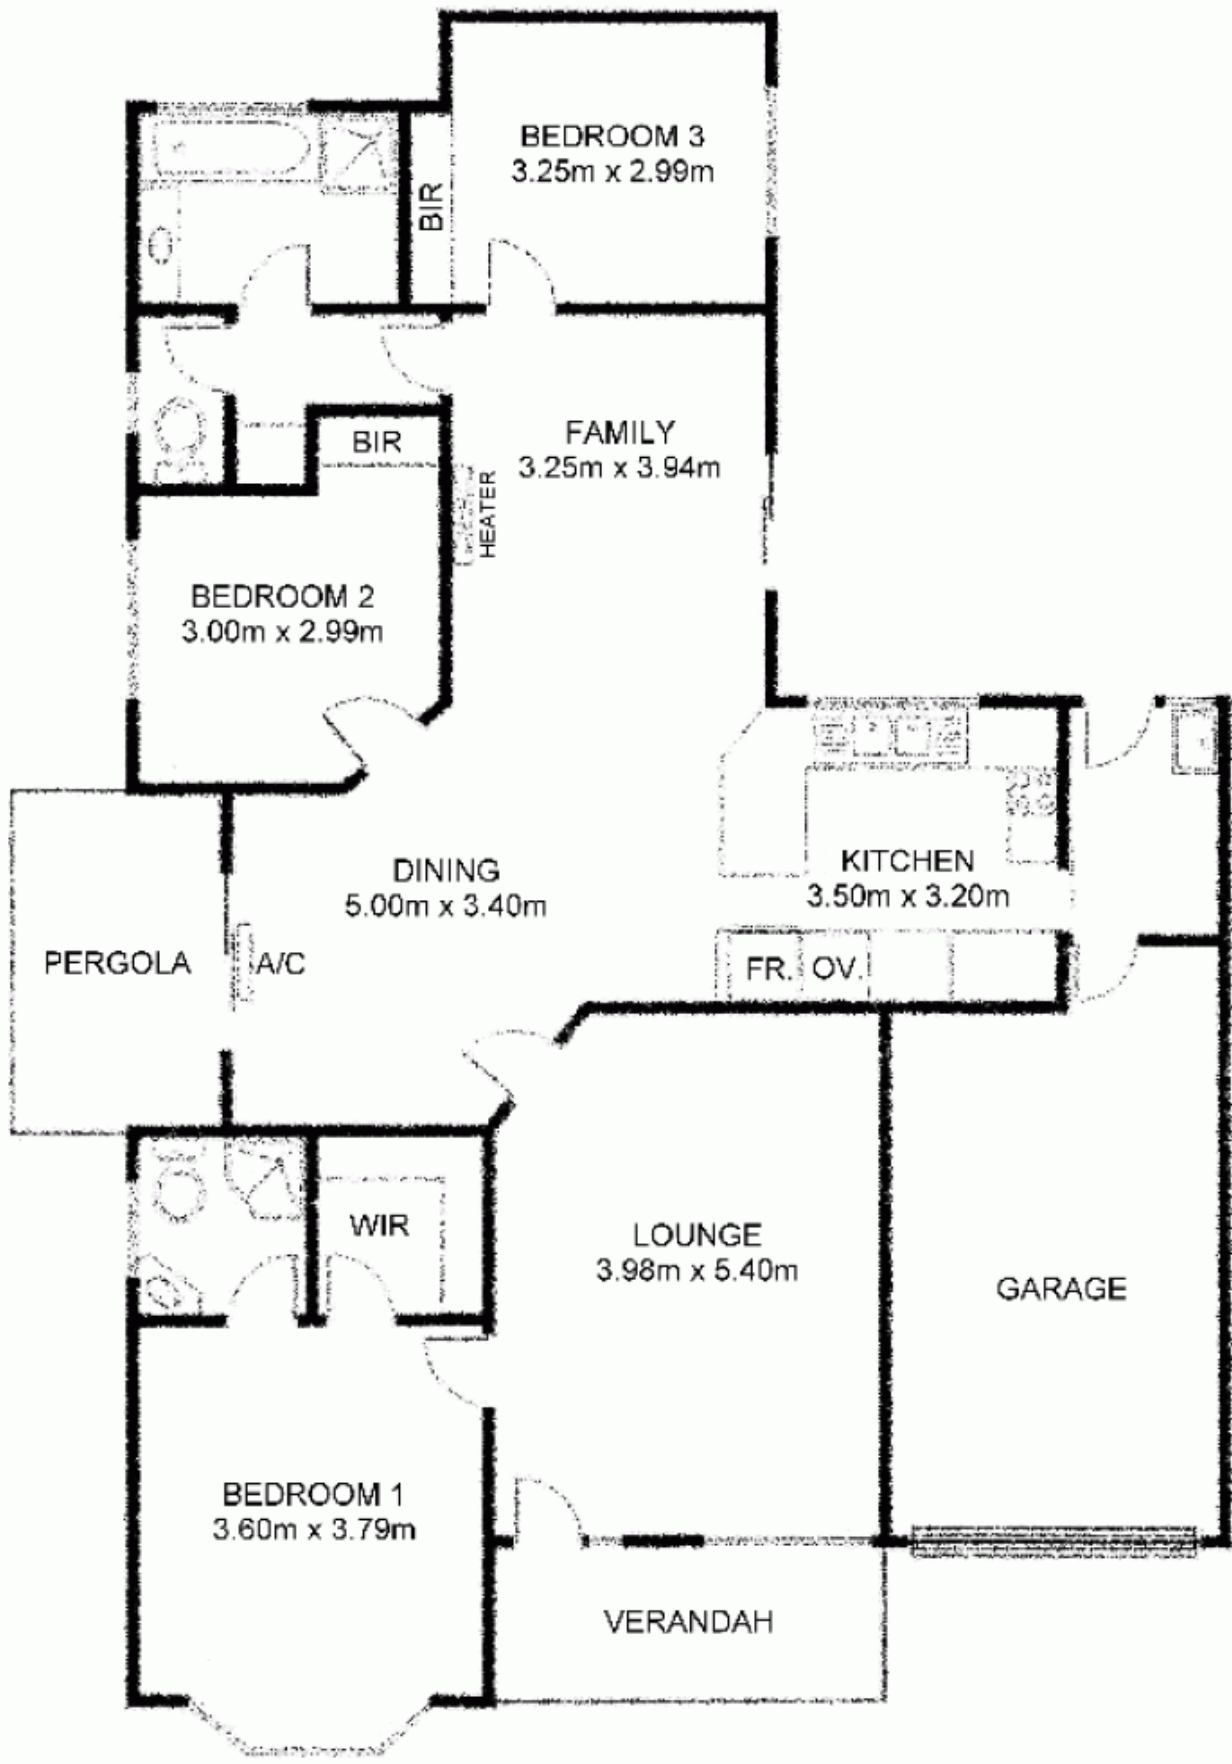 BEDROOM 3
3.25m x 2.99m
BIR
FAMILY
3.25m x 3.94m
BIR
HEATER
BEDROOM 2
3.00m x 2.99m
KITCHEN
3.50m x 3.20m
DINING
5.00m x 3.40m
PERGOLA
A/C
FR.
OV.
WIR
LOUNGE
3.98m x 5.40m
GARAGE
BEDROOM 1
3.60m x 3.79m
VERANDAH